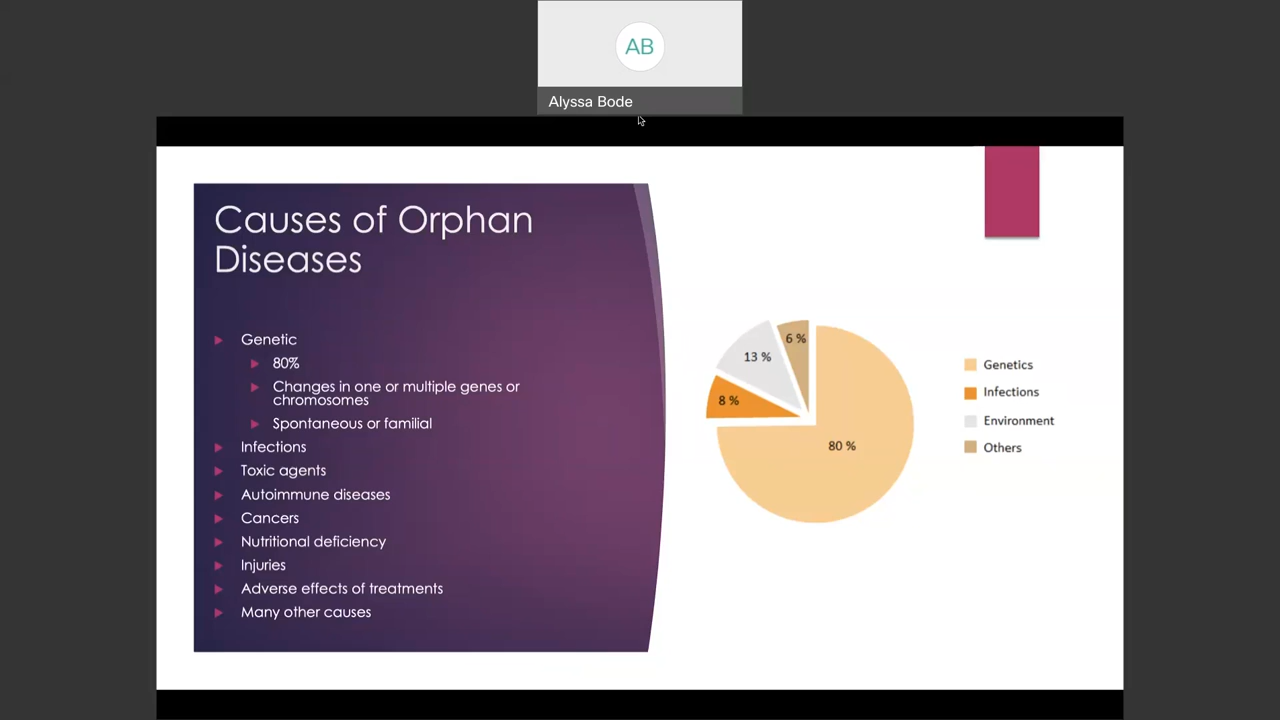 AB
Alyssa Bode
Causes of Orphan
Diseases
Genetic
80%
Changes in one or multiple genes or
chromosomes
Spontaneous or familial
Infections
Toxic agents
Autoimmune diseases
Cancers
Nutritional deficiency
Injuries
Adverse effects of treatments
Many other causes
6 %
13 %
8 %
80 %
Genetics
Infections
Environment
Others